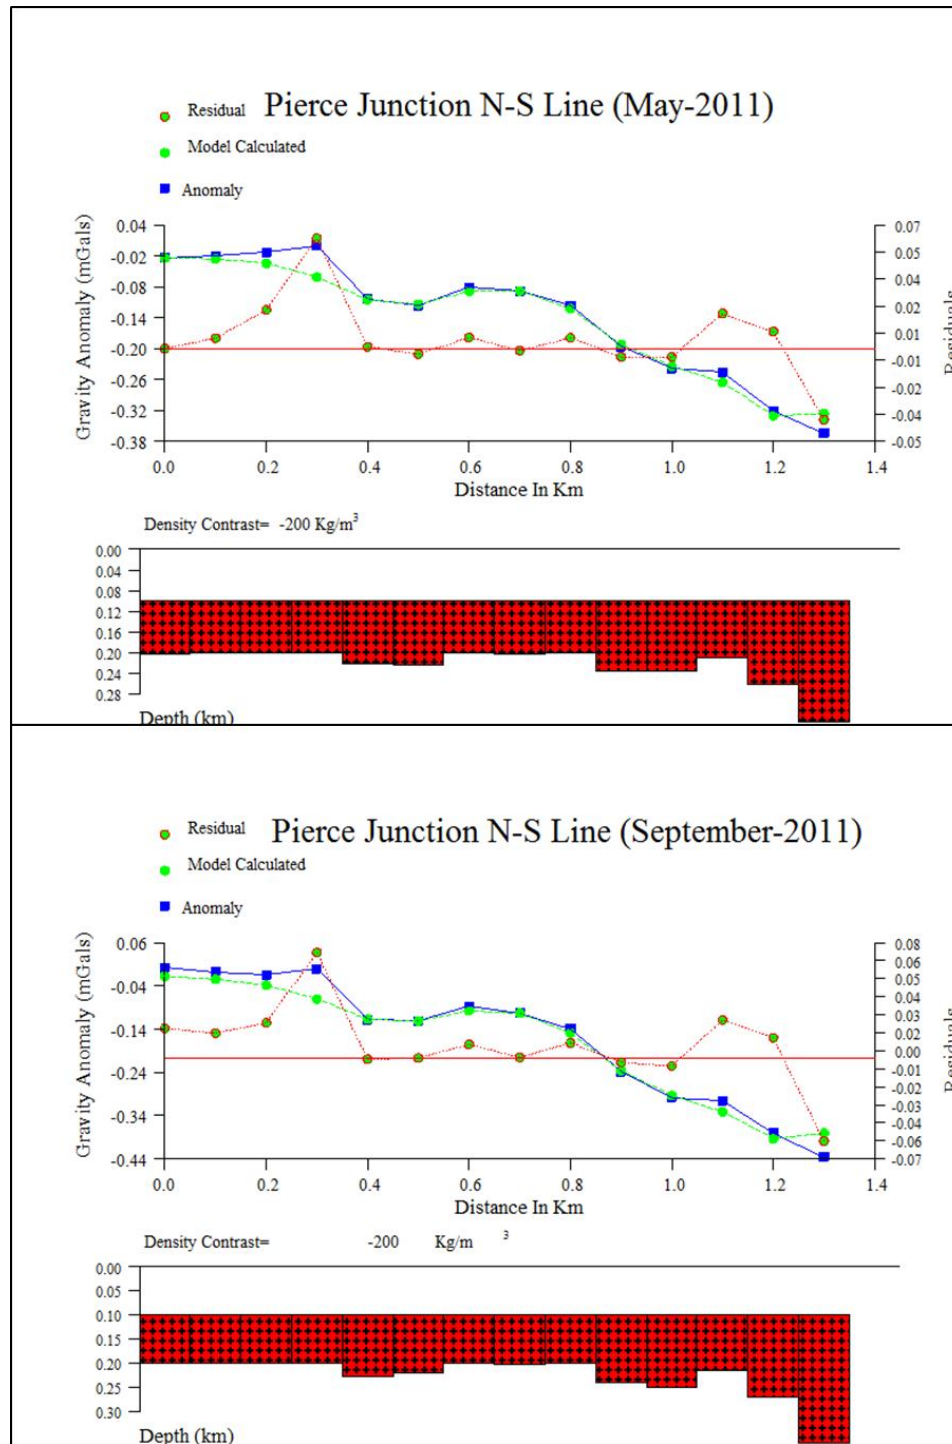 Residual Pierce Junction N-S Line (May-2011)
Model Calculated
Anomaly
Gravity Anomaly (mGals)
0.04
-0.02
-0.08
-0.14
-0.20
-0.26
-0.32
-0.38
0.07
0.05
0.04
0.02
0.01
-0.01
-0.02
-0.04
-0.05
Residuals
0.0 0.2 0.4 0.6 0.8 1.0 1.2 1.4
Distance In Km
Density Contrast= -200 Kg/m³
0.00
0.04
0.08
0.12
0.16
0.20
0.24
0.28
Depth (km)
Residual Pierce Junction N-S Line (September-2011)
Model Calculated
Anomaly
Gravity Anomaly (mGals)
0.06
-0.04
-0.14
-0.24
-0.34
-0.44
0.08
0.06
0.05
0.04
0.02
0.01
0.00
-0.01
-0.02
-0.03
-0.04
-0.06
-0.07
Residuals
0.0 0.2 0.4 0.6 0.8 1.0 1.2 1.4
Distance In Km
Density Contrast= -200 Kg/m ³
0.00
0.05
0.10
0.15
0.20
0.25
0.30
Depth (km)